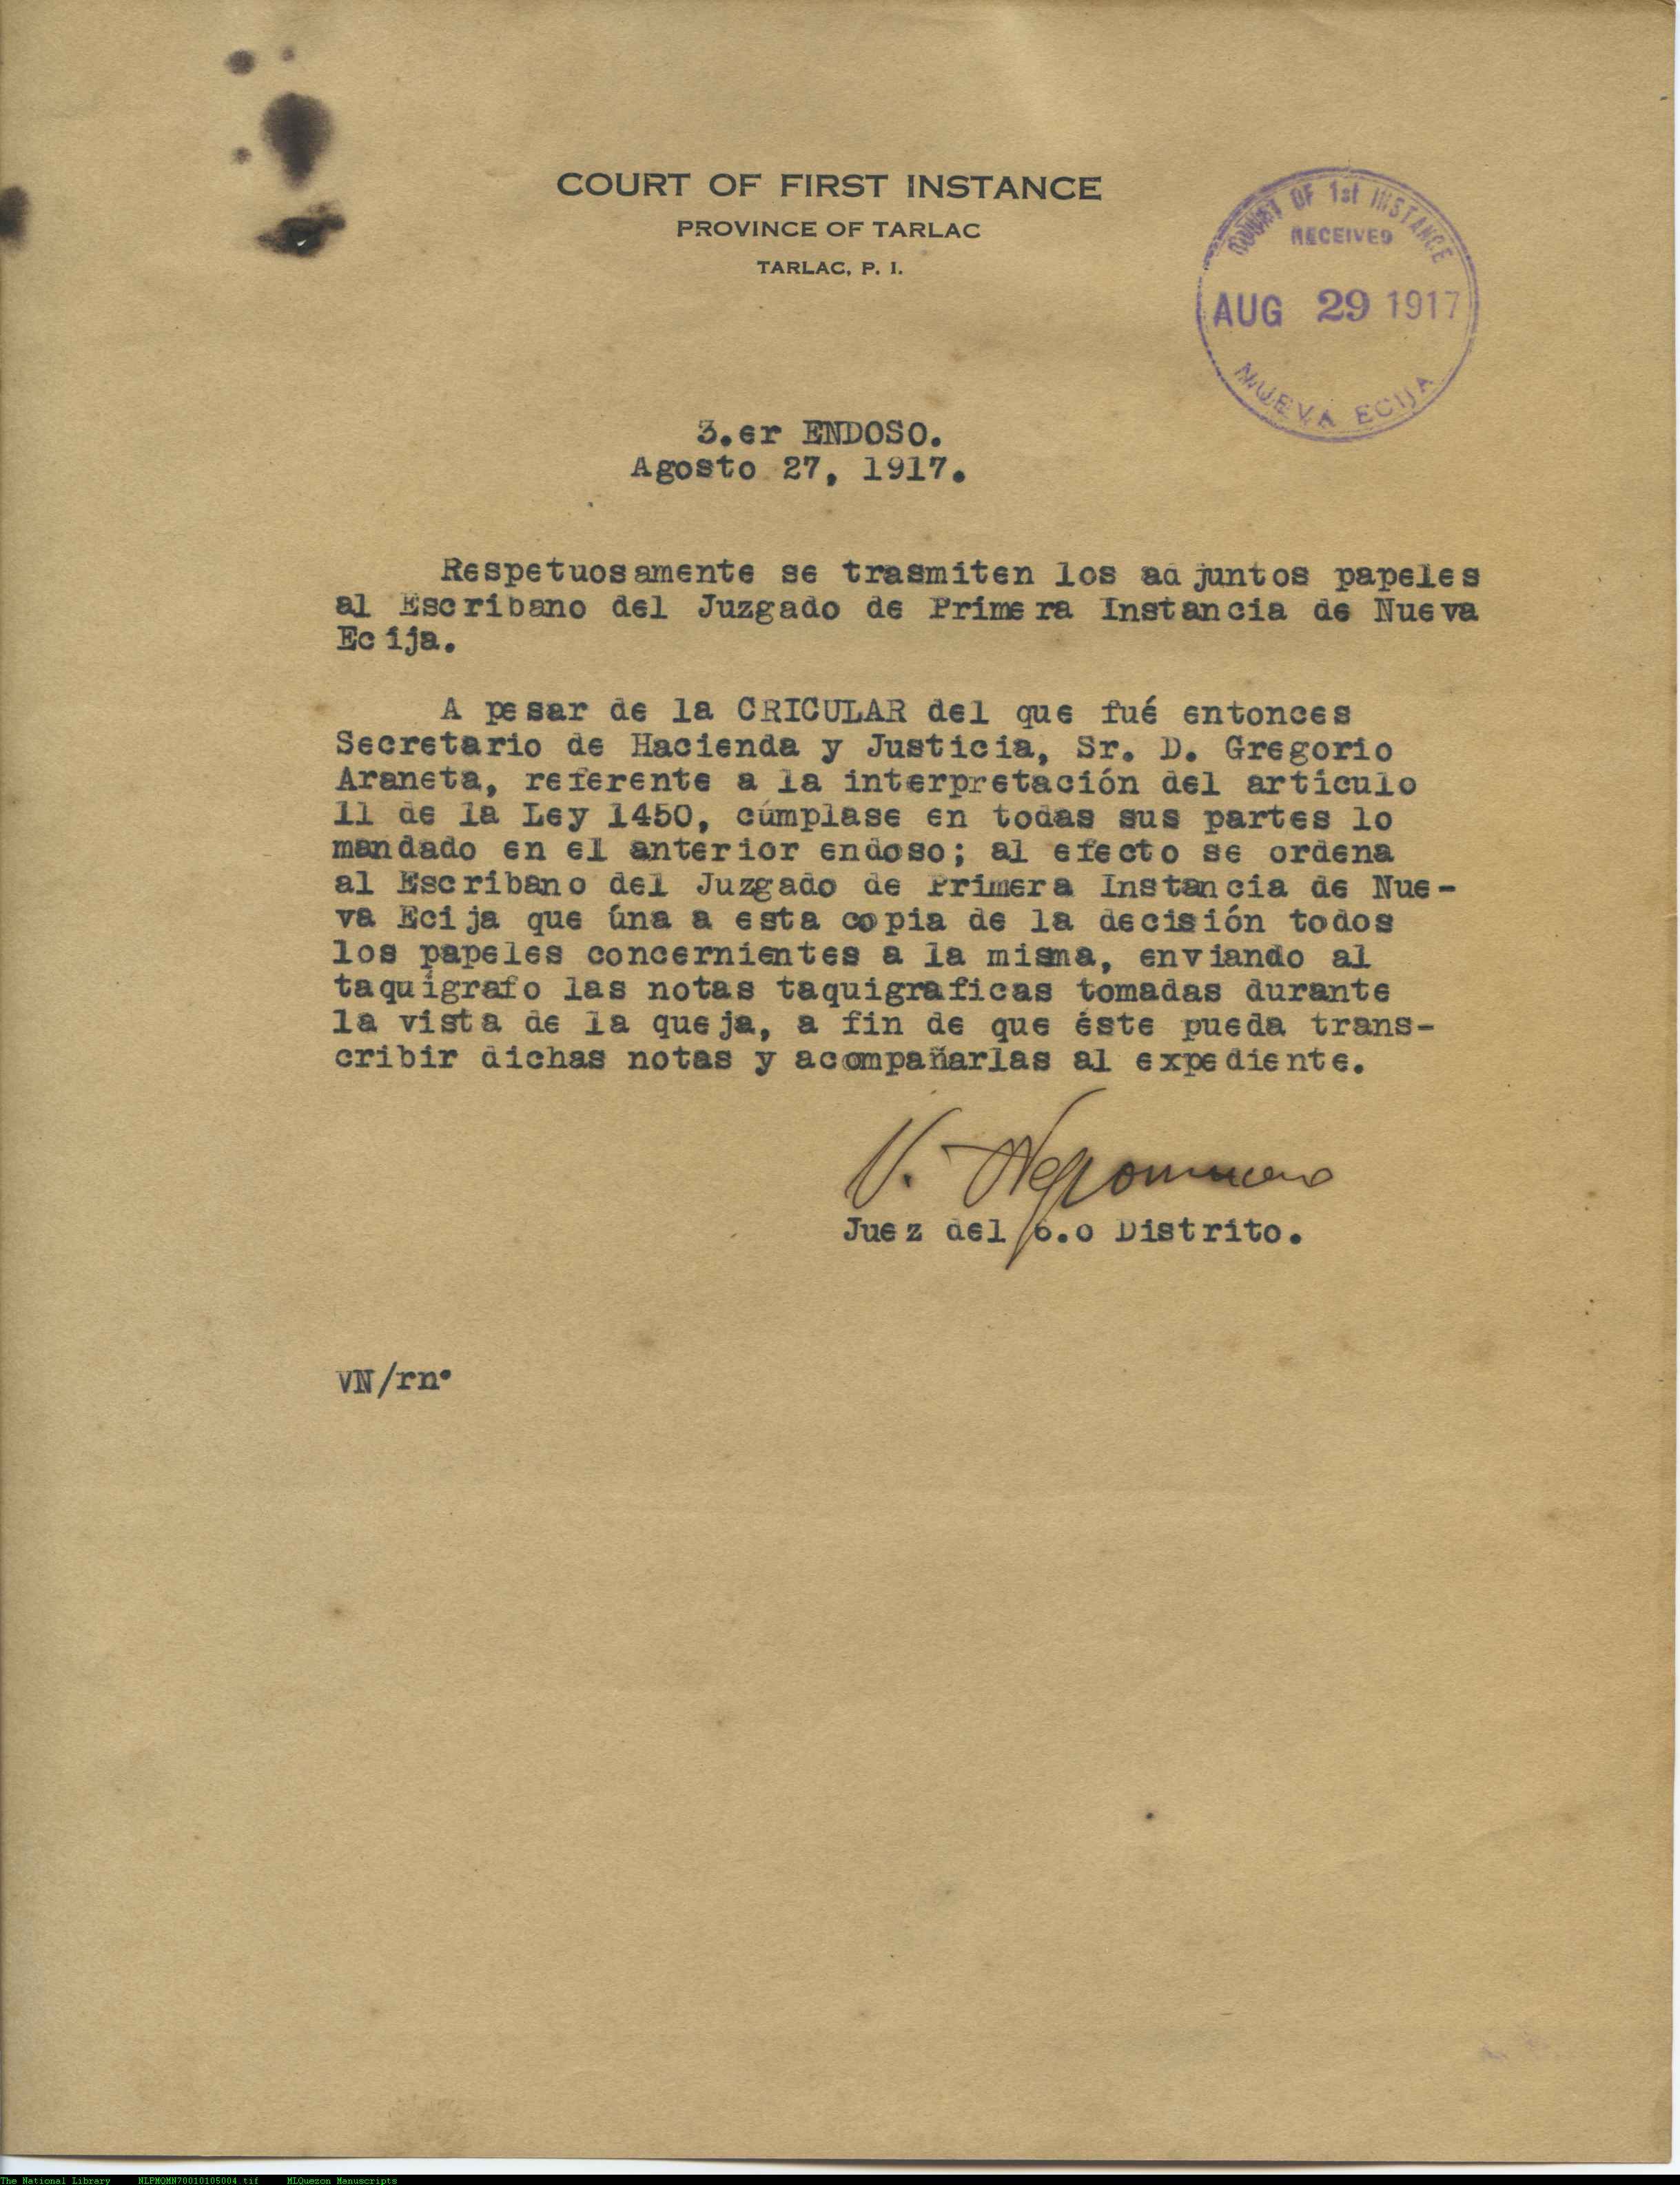 COURT OF FIRST INSTANCE
PROVINCE OF TARLAC
TARLAC, P. I.
COURT OF 1st INSTANCE
RECEIVED
AUG 29 1917
NUEVA ECIJA
3.er ENDOSO.
Agosto 27, 1917.
Respetuosamente se trasmiten los adjuntos papeles
al Escribano del Juzgado de Primera Instancia de Nueva
Ecija.
A pesar de la CRICULAR del que fué entonces
Secretario de Hacienda y Justicia, Sr. D. Gregorio
Araneta, referente a la interpretación del artículo
11 de la Ley 1450, cúmplase en todas sus partes lo
mandado en el anterior endoso; al efecto se ordena
al Escribano del Juzgado de Primera Instancia de Nue-
va Ecija que úna a esta copia de la decisión todos
los papeles concernientes a la misma, enviando al
taquígrafo las notas taquigraficas tomadas durante
la vista de la queja, a fin de que éste pueda trans-
cribir dichas notas y acompañarlas al expediente.
V. Nepomuceno
Juez del 6.o Distrito.
VN/rn.
The National Library NLPMQMN70010105004.tif MLQuezon Manuscripts